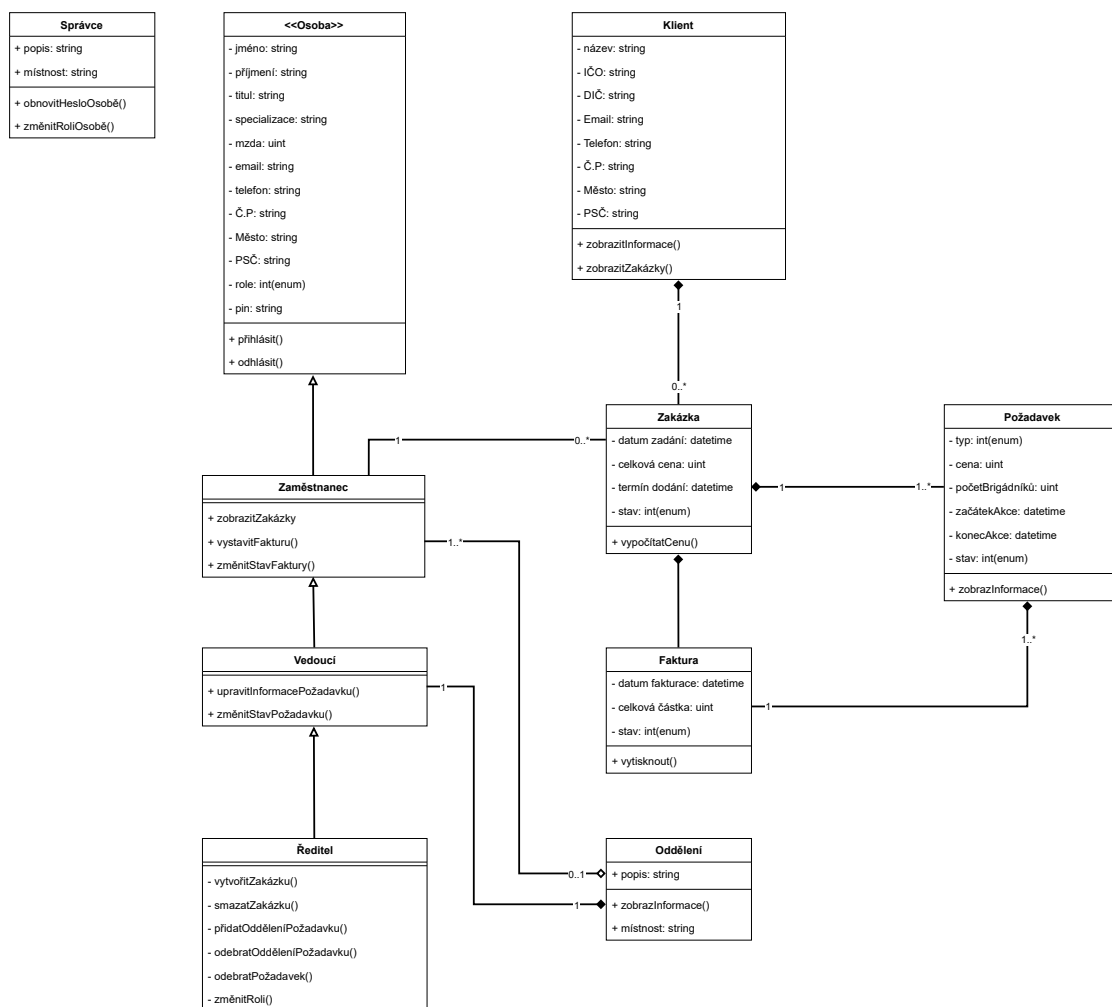 Správce
+ popis: string
+ místnost: string
+ obnovitHesloOsobě()
+ změnitRoliOsobě()
<<Osoba>>
- jméno: string
- příjmení: string
- titul: string
- specializace: string
- mzda: uint
- email: string
- telefon: string
- Č.P: string
- Město: string
- PSČ: string
- role: int(enum)
- pin: string
+ přihlásit()
+ odhlásit()
Klient
- název: string
- IČO: string
- DIČ: string
- Email: string
- Telefon: string
- Č.P: string
- Město: string
- PSČ: string
+ zobrazitInformace()
+ zobrazitZakázky()
1
0..*
1
0..*
Zakázka
- datum zadání: datetime
- celková cena: uint
- termín dodání: datetime
- stav: int(enum)
+ vypočítatCenu()
1
1..*
Požadavek
- typ: int(enum)
- cena: uint
- početBrigádníků: uint
- začátekAkce: datetime
- konecAkce: datetime
- stav: int(enum)
+ zobrazInformace()
1..*
Zaměstnanec
+ zobrazitZakázky
+ vystavitFakturu()
+ změnitStavFaktury()
1..*
Vedoucí
+ upravitInformacePožadavku()
+ změnitStavPožadavku()
1
Faktura
- datum fakturace: datetime
- celková částka: uint
- stav: int(enum)
+ vytisknout()
1
Ředitel
- vytvořitZakázku()
- smazatZakázku()
- přidatOdděleníPožadavku()
- odebratOdděleníPožadavku()
- odebratPožadavek()
- změnitRoli()
0..1
1
Oddělení
+ popis: string
+ zobrazInformace()
+ místnost: string